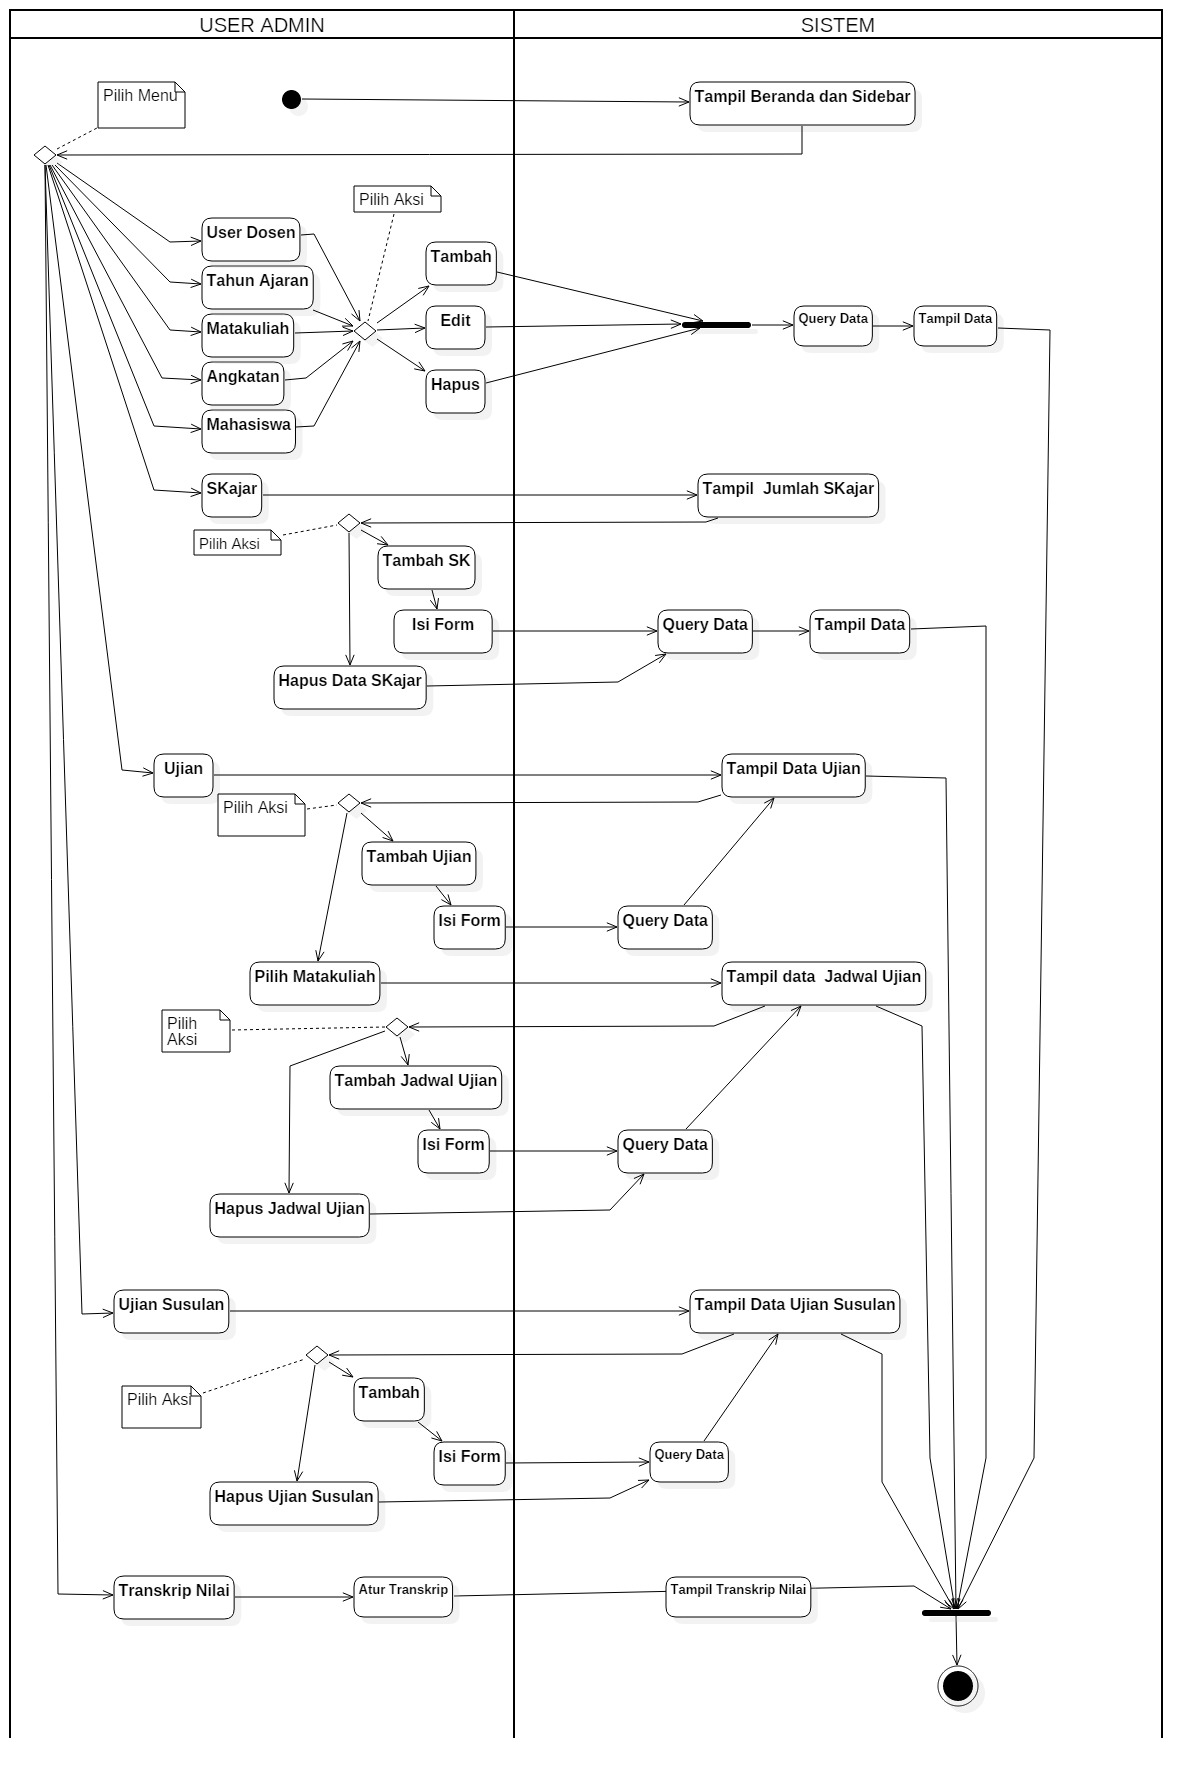 USER ADMIN
SISTEM
Pilih Menu
Tampil Beranda dan Sidebar
Pilih Aksi
User Dosen
Tambah
Tahun Ajaran
Matakuliah
Edit
Query Data
Tampil Data
Angkatan
Hapus
Mahasiswa
SKajar
Tampil  Jumlah SKajar
Pilih Aksi
Tambah SK
Isi Form
Query Data
Tampil Data
Hapus Data SKajar
Ujian
Tampil Data Ujian
Pilih Aksi
Tambah Ujian
Isi Form
Query Data
Pilih Matakuliah
Tampil data  Jadwal Ujian
Pilih
Aksi
Tambah Jadwal Ujian
Isi Form
Query Data
Hapus Jadwal Ujian
Ujian Susulan
Tampil Data Ujian Susulan
Pilih Aksi
Tambah
Isi Form
Query Data
Hapus Ujian Susulan
Transkrip Nilai
Atur Transkrip
Tampil Transkrip Nilai